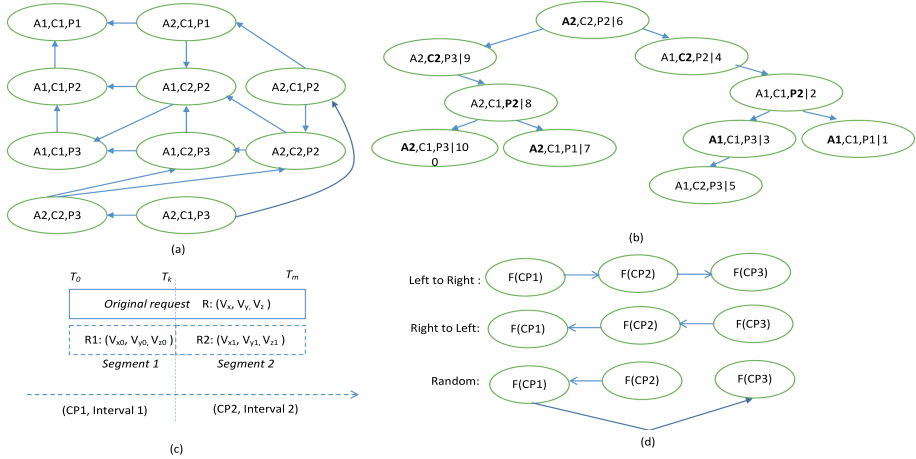 A1,C1,P1
A2,C1,P1
A1,C1,P2
A1,C2,P2
A2,C1,P2
A1,C1,P3
A1,C2,P3
A2,C2,P2
A2,C2,P3
A2,C1,P3
(a)
A2,C2,P2|6
A2,C2,P3|9
A1,C2,P2|4
A2,C1,P2|8
A1,C1,P2|2
A2,C1,P3|10
0
A2,C1,P1|7
A1,C1,P3|3
A1,C1,P1|1
A1,C2,P3|5
(b)
T0 Tk Tm
Original request R: (Vx, Vy, Vz )
R1: (Vx0, Vy0, Vz0 ) R2: (Vx1, Vy1, Vz1)
Segment 1 Segment 2
(CP1, Interval 1) (CP2, Interval 2)
(c)
Left to Right : F(CP1) F(CP2) F(CP3)
Right to Left: F(CP1) F(CP2) F(CP3)
Random: F(CP1) F(CP2) F(CP3)
(d)